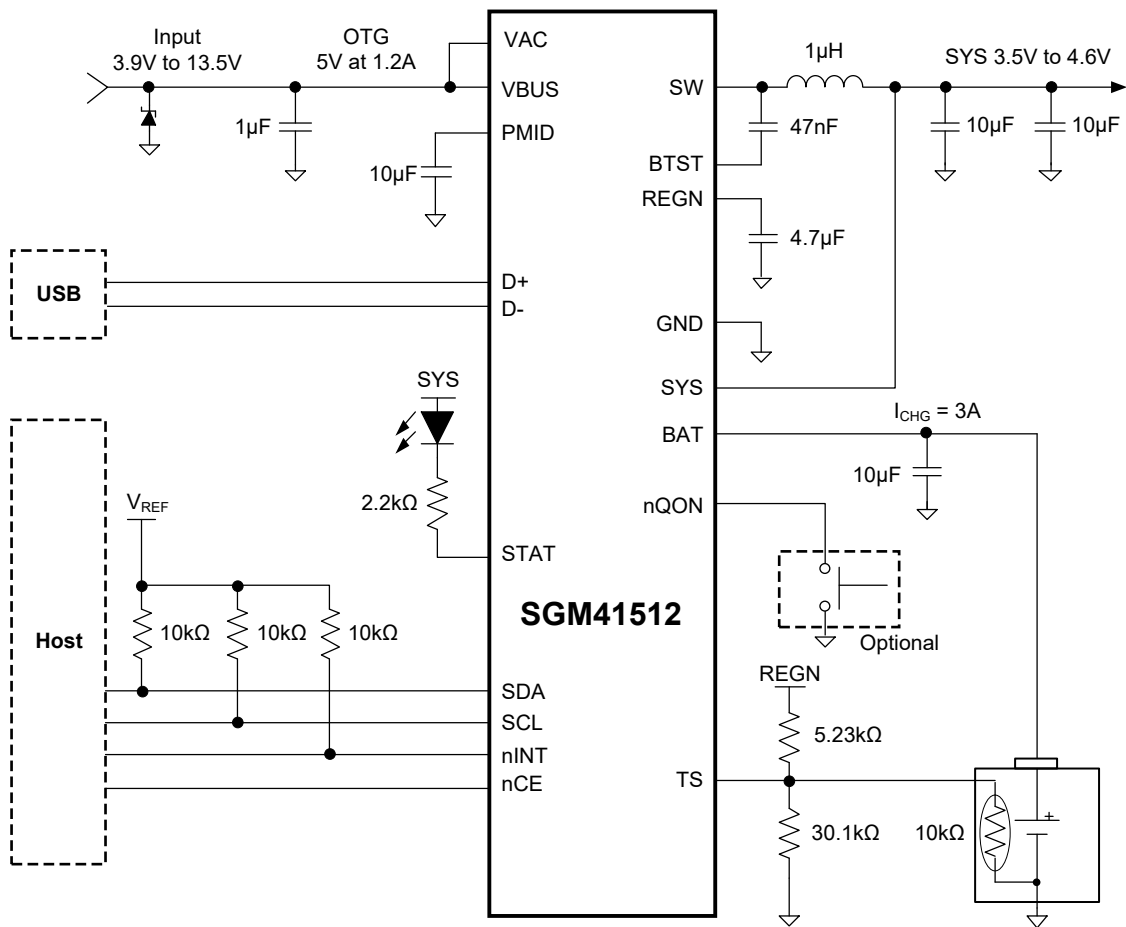 Input
3.9V to 13.5V
OTG
5V at 1.2A
VAC
VBUS
PMID
1µF
10µF
SW
1µH
SYS 3.5V to 4.6V
47nF
10µF
10µF
BTST
REGN
4.7µF
USB
D+
D-
GND
SYS
SYS
I_CHG = 3A
BAT
10µF
2.2kΩ
nQON
STAT
V_REF
SGM41512
Optional
Host
10kΩ
10kΩ
10kΩ
REGN
SDA
SCL
nINT
nCE
5.23kΩ
TS
30.1kΩ
10kΩ
+